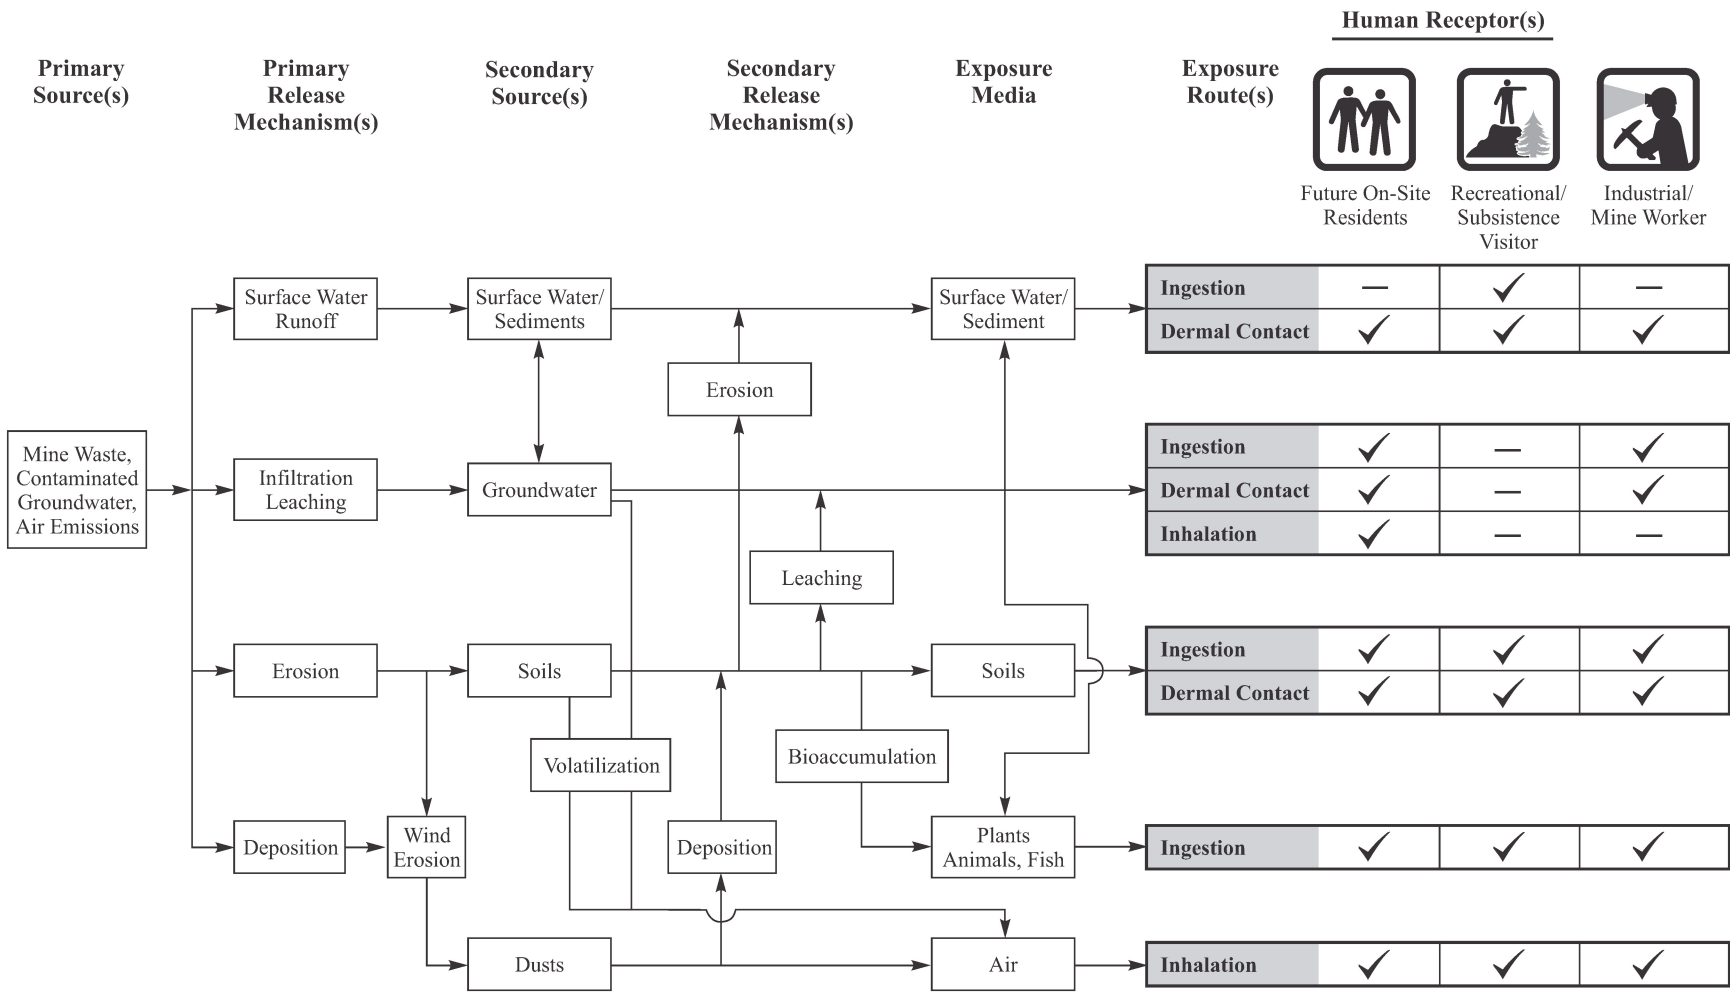 Human Receptor(s)
Primary
Source(s)
Primary
Release
Mechanism(s)
Secondary
Source(s)
Secondary
Release
Mechanism(s)
Exposure
Media
Exposure
Route(s)
Future On-Site
Residents
Recreational/
Subsistence
Visitor
Industrial/
Mine Worker
Surface Water
Runoff
Surface Water/
Sediments
Surface Water/
Sediment
Ingestion — ✓ —
Dermal Contact ✓ ✓ ✓
Erosion
Mine Waste,
Contaminated
Groundwater,
Air Emissions
Infiltration
Leaching
Groundwater
Ingestion ✓ — ✓
Dermal Contact ✓ — ✓
Inhalation ✓ — —
Leaching
Erosion
Soils
Soils
Ingestion ✓ ✓ ✓
Dermal Contact ✓ ✓ ✓
Volatilization
Bioaccumulation
Deposition
Wind
Erosion
Deposition
Plants
Animals, Fish
Ingestion ✓ ✓ ✓
Dusts
Air
Inhalation ✓ ✓ ✓